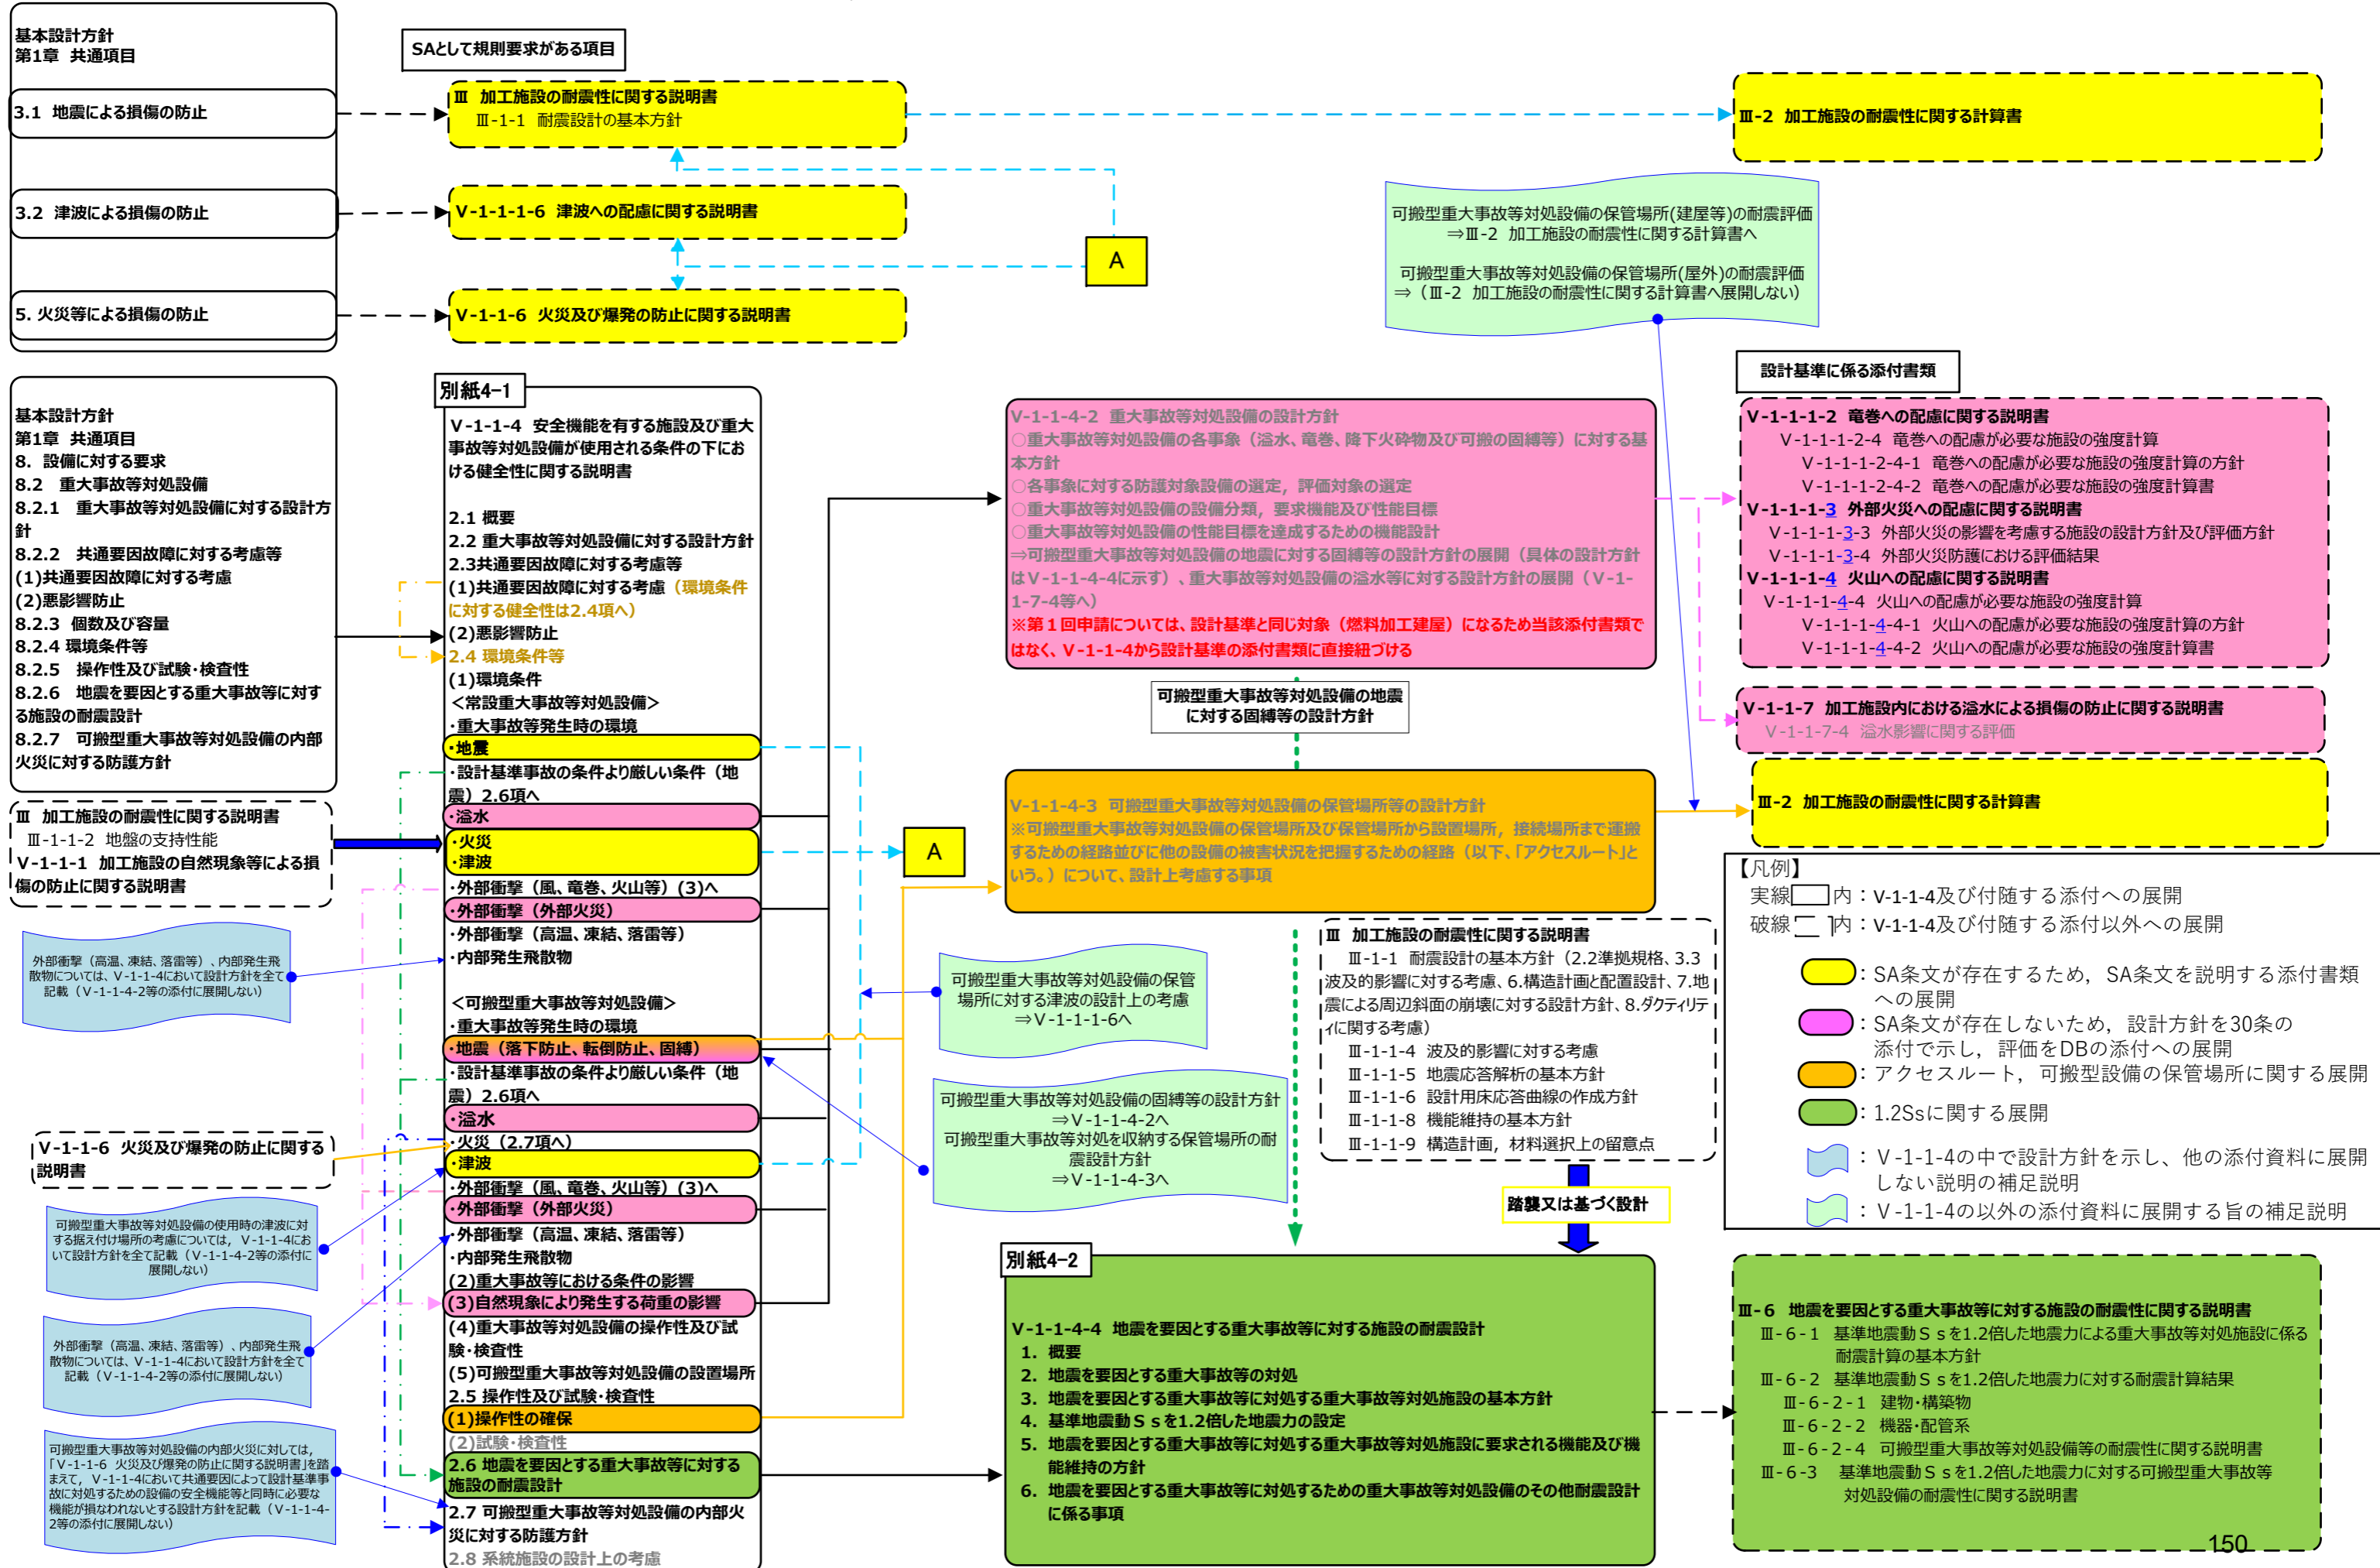 基本設計方針
第1章 共通項目
3.1 地震による損傷の防止
3.2 津波による損傷の防止
5. 火災等による損傷の防止
SAとして規則要求がある項目
Ⅲ 加工施設の耐震性に関する説明書
Ⅲ-1-1 耐震設計の基本方針
Ⅴ-1-1-1-6 津波への配慮に関する説明書
Ⅴ-1-1-6 火災及び爆発の防止に関する説明書
A
Ⅲ-2 加工施設の耐震性に関する計算書
可搬型重大事故等対処設備の保管場所(建屋等)の耐震評価
⇒Ⅲ-2 加工施設の耐震性に関する計算書へ
可搬型重大事故等対処設備の保管場所(屋外)の耐震評価
⇒（Ⅲ-2 加工施設の耐震性に関する計算書へ展開しない）
基本設計方針
第1章 共通項目
8. 設備に対する要求
8.2 重大事故等対処設備
8.2.1 重大事故等対処設備に対する設計方
針
8.2.2 共通要因故障に対する考慮等
(1)共通要因故障に対する考慮
(2)悪影響防止
8.2.3 個数及び容量
8.2.4 環境条件等
8.2.5 操作性及び試験・検査性
8.2.6 地震を要因とする重大事故等に対す
る施設の耐震設計
8.2.7 可搬型重大事故等対処設備の内部
火災に対する防護方針
Ⅲ 加工施設の耐震性に関する説明書
Ⅲ-1-1-2 地盤の支持性能
Ⅴ-1-1-1 加工施設の自然現象等による損
傷の防止に関する説明書
外部衝撃（高温、凍結、落雷等）、内部発生飛
散物については、Ⅴ-1-1-4において設計方針を全て
記載（Ⅴ-1-1-4-2等の添付に展開しない）
Ⅴ-1-1-6 火災及び爆発の防止に関する
説明書
可搬型重大事故等対処設備の使用時の津波に対
する据え付け場所の考慮については，Ⅴ-1-1-4にお
いて設計方針を全て記載（Ⅴ-1-1-4-2等の添付に
展開しない）
外部衝撃（高温、凍結、落雷等）、内部発生飛
散物については、Ⅴ-1-1-4において設計方針を全て
記載（Ⅴ-1-1-4-2等の添付に展開しない）
可搬型重大事故等対処設備の内部火災に対しては，
「Ⅴ-1-1-6 火災及び爆発の防止に関する説明書」を踏
まえて，Ⅴ-1-1-4において共通要因によって設計基準事
故に対処するための設備の安全機能等と同時に必要な
機能が損なわれないとする設計方針を記載（Ⅴ-1-1-4-
2等の添付に展開しない）
別紙4-1
Ⅴ-1-1-4 安全機能を有する施設及び重大
事故等対処設備が使用される条件の下にお
ける健全性に関する説明書
2.1 概要
2.2 重大事故等対処設備に対する設計方針
2.3共通要因故障に対する考慮等
(1)共通要因故障に対する考慮（環境条件
に対する健全性は2.4項へ）
(2)悪影響防止
2.4 環境条件等
(1)環境条件
＜常設重大事故等対処設備＞
・重大事故等発生時の環境
・地震
・設計基準事故の条件より厳しい条件（地
震）2.6項へ
・溢水
・火災
・津波
・外部衝撃（風、竜巻、火山等）(3)へ
・外部衝撃（外部火災）
・外部衝撃（高温、凍結、落雷等）
・内部発生飛散物
＜可搬型重大事故等対処設備＞
・重大事故等発生時の環境
・地震（落下防止、転倒防止、固縛）
・設計基準事故の条件より厳しい条件（地
震）2.6項へ
・溢水
・火災（2.7項へ）
・津波
・外部衝撃（風、竜巻、火山等）(3)へ
・外部衝撃（外部火災）
・外部衝撃（高温、凍結、落雷等）
・内部発生飛散物
(2)重大事故等における条件の影響
(3)自然現象により発生する荷重の影響
(4)重大事故等対処設備の操作性及び試
験・検査性
(5)可搬型重大事故等対処設備の設置場所
2.5 操作性及び試験・検査性
(1)操作性の確保
(2)試験・検査性
2.6 地震を要因とする重大事故等に対する
施設の耐震設計
2.7 可搬型重大事故等対処設備の内部火
災に対する防護方針
2.8 系統施設の設計上の考慮
A
Ⅴ-1-1-4-2 重大事故等対処設備の設計方針
○重大事故等対処設備の各事象（溢水、竜巻、降下火砕物及び可搬の固縛等）に対する基
本方針
○各事象に対する防護対象設備の選定，評価対象の選定
○重大事故等対処設備の設備分類，要求機能及び性能目標
○重大事故等対処設備の性能目標を達成するための機能設計
⇒可搬型重大事故等対処設備の地震に対する固縛等の設計方針の展開（具体の設計方針
はⅤ-1-1-4-4に示す）、重大事故等対処設備の溢水等に対する設計方針の展開（Ⅴ-1-
1-7-4等へ）
※第１回申請については、設計基準と同じ対象（燃料加工建屋）になるため当該添付書類で
はなく、Ⅴ-1-1-4から設計基準の添付書類に直接紐づける
可搬型重大事故等対処設備の地震
に対する固縛等の設計方針
Ⅴ-1-1-4-3 可搬型重大事故等対処設備の保管場所等の設計方針
※可搬型重大事故等対処設備の保管場所及び保管場所から設置場所，接続場所まで運搬
するための経路並びに他の設備の被害状況を把握するための経路（以下、「アクセスルート」と
いう。）について、設計上考慮する事項
可搬型重大事故等対処設備の保管
場所に対する津波の設計上の考慮
⇒Ⅴ-1-1-1-6へ
可搬型重大事故等対処設備の固縛等の設計方針
⇒Ⅴ-1-1-4-2へ
可搬型重大事故等対処を収納する保管場所の耐
震設計方針
⇒Ⅴ-1-1-4-3へ
Ⅲ 加工施設の耐震性に関する説明書
Ⅲ-1-1 耐震設計の基本方針（2.2準拠規格、3.3
波及的影響に対する考慮、6.構造計画と配置設計、7.地
震による周辺斜面の崩壊に対する設計方針、8.ダクティリテ
ィに関する考慮）
Ⅲ-1-1-4 波及的影響に対する考慮
Ⅲ-1-1-5 地震応答解析の基本方針
Ⅲ-1-1-6 設計用床応答曲線の作成方針
Ⅲ-1-1-8 機能維持の基本方針
Ⅲ-1-1-9 構造計画，材料選択上の留意点
踏襲又は基づく設計
別紙4-2
Ⅴ-1-1-4-4 地震を要因とする重大事故等に対する施設の耐震設計
1. 概要
2. 地震を要因とする重大事故等の対処
3. 地震を要因とする重大事故等に対処する重大事故等対処施設の基本方針
4. 基準地震動Ｓｓを1.2倍した地震力の設定
5. 地震を要因とする重大事故等に対処する重大事故等対処施設に要求される機能及び機
能維持の方針
6. 地震を要因とする重大事故等に対処するための重大事故等対処設備のその他耐震設計
に係る事項
設計基準に係る添付書類
Ⅴ-1-1-1-2 竜巻への配慮に関する説明書
Ⅴ-1-1-1-2-4 竜巻への配慮が必要な施設の強度計算
Ⅴ-1-1-1-2-4-1 竜巻への配慮が必要な施設の強度計算の方針
Ⅴ-1-1-1-2-4-2 竜巻への配慮が必要な施設の強度計算書
Ⅴ-1-1-1-3 外部火災への配慮に関する説明書
Ⅴ-1-1-1-3-3 外部火災の影響を考慮する施設の設計方針及び評価方針
Ⅴ-1-1-1-3-4 外部火災防護における評価結果
Ⅴ-1-1-1-4 火山への配慮に関する説明書
Ⅴ-1-1-1-4-4 火山への配慮が必要な施設の強度計算
Ⅴ-1-1-1-4-4-1 火山への配慮が必要な施設の強度計算の方針
Ⅴ-1-1-1-4-4-2 火山への配慮が必要な施設の強度計算書
Ⅴ-1-1-7 加工施設内における溢水による損傷の防止に関する説明書
Ⅴ-1-1-7-4 溢水影響に関する評価
Ⅲ-2 加工施設の耐震性に関する計算書
【凡例】
実線 内：Ⅴ-1-1-4及び付随する添付への展開
破線 内：Ⅴ-1-1-4及び付随する添付以外への展開
：SA条文が存在するため，SA条文を説明する添付書類
への展開
：SA条文が存在しないため，設計方針を30条の
添付で示し，評価をDBの添付への展開
：アクセスルート，可搬型設備の保管場所に関する展開
：1.2Ssに関する展開
：Ⅴ-1-1-4の中で設計方針を示し、他の添付資料に展開
しない説明の補足説明
：Ⅴ-1-1-4の以外の添付資料に展開する旨の補足説明
Ⅲ-6 地震を要因とする重大事故等に対する施設の耐震性に関する説明書
Ⅲ-6-1 基準地震動Ｓｓを1.2倍した地震力による重大事故等対処施設に係る
耐震計算の基本方針
Ⅲ-6-2 基準地震動Ｓｓを1.2倍した地震力に対する耐震計算結果
Ⅲ-6-2-1 建物・構築物
Ⅲ-6-2-2 機器・配管系
Ⅲ-6-2-4 可搬型重大事故等対処設備等の耐震性に関する説明書
Ⅲ-6-3 基準地震動Ｓｓを1.2倍した地震力に対する可搬型重大事故等
対処設備の耐震性に関する説明書
150